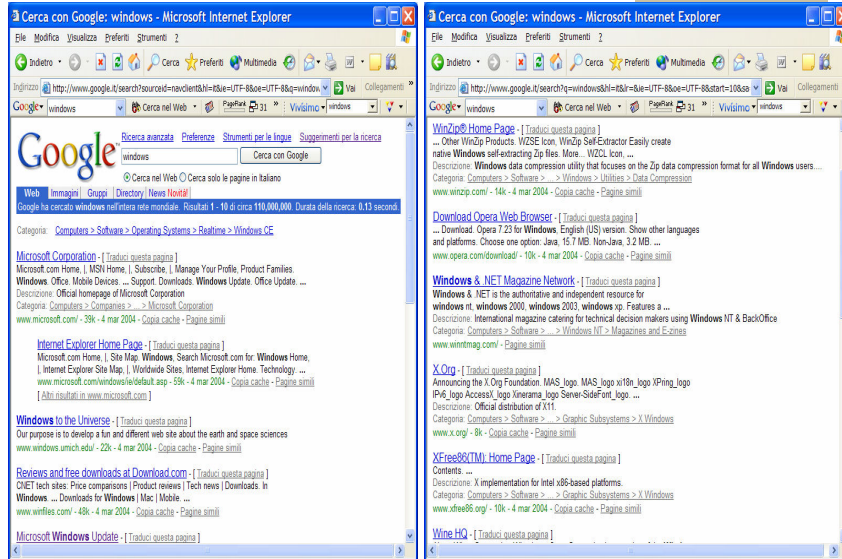 Cerca con Google: windows - Microsoft Internet Explorer
File Modifica Visualizza Preferiti Strumenti ?
Indietro Cerca Preferiti Multimedia
Indirizzo http://www.google.it/search?sourceid=navclient&hl=it&ie=UTF-8&oe=UTF-8&q=window Vai Collegamenti »
Google windows Cerca nel Web PageRank 31 » Vivísimo windows
Google
Ricerca avanzata Preferenze Strumenti per le lingue Suggerimenti per la ricerca
windows Cerca con Google
Cerca nel Web Cerca solo le pagine in Italiano
Web Immagini Gruppi Directory News Novità!
Google ha cercato windows nell'intera rete mondiale. Risultati 1 - 10 di circa 110,000,000. Durata della ricerca: 0.13 secondi.
Categoria: Computers > Software > Operating Systems > Realtime > Windows CE
Microsoft Corporation - [ Traduci questa pagina ]
Microsoft.com Home, |, MSN Home, |, Subscribe, |, Manage Your Profile, Product Families.
Windows. Office. Mobile Devices. ... Support. Downloads. Windows Update. Office Update. ...
Descrizione: Official homepage of Microsoft Corporation
Categoria: Computers > Companies > ... > Microsoft Corporation
www.microsoft.com/ - 39k - 4 mar 2004 - Copia cache - Pagine simili
Internet Explorer Home Page - [ Traduci questa pagina ]
Microsoft.com Home, |, Site Map. Windows, Search Microsoft.com for: Windows Home,
|, Internet Explorer Site Map, |, Worldwide Sites, Internet Explorer Home. Technology. ...
www.microsoft.com/windows/ie/default.asp - 59k - 4 mar 2004 - Copia cache - Pagine simili
[ Altri risultati in www.microsoft.com ]
Windows to the Universe - [ Traduci questa pagina ]
Our purpose is to develop a fun and different web site about the earth and space sciences
www.windows.umich.edu/ - 22k - 4 mar 2004 - Copia cache - Pagine simili
Reviews and free downloads at Download.com - [ Traduci questa pagina ]
CNET tech sites: Price comparisons | Product reviews | Tech news | Downloads. In
Windows. ... Downloads for Windows | Mac | Mobile. ...
www.winfiles.com/ - 48k - 4 mar 2004 - Copia cache - Pagine simili
Microsoft Windows Update - [ Traduci questa pagina ]
Cerca con Google: windows - Microsoft Internet Explorer
File Modifica Visualizza Preferiti Strumenti ?
Indietro Cerca Preferiti Multimedia
Indirizzo http://www.google.it/search?q=windows&hl=it&lr=&ie=UTF-8&oe=UTF-8&start=10&sa Vai Collegamenti
Google windows Cerca nel Web PageRank 31 » Vivísimo windows
WinZip® Home Page - [ Traduci questa pagina ]
... Other WinZip Products. WZSE Icon, WinZip Self-Extractor Easily create
native Windows self-extracting Zip files. More... WZCL Icon, ...
Descrizione: Windows data compression utility that focuses on the Zip data compression format for all Windows users....
Categoria: Computers > Software > ... > Windows > Utilities > Data Compression
www.winzip.com/ - 14k - 4 mar 2004 - Copia cache - Pagine simili
Download Opera Web Browser - [ Traduci questa pagina ]
... Download. Opera 7.23 for Windows, English (US) version. Show other languages
and platforms. Choose one option: Java, 15.7 MB. Non-Java, 3.2 MB. ...
www.opera.com/download/ - 10k - 4 mar 2004 - Copia cache - Pagine simili
Windows & .NET Magazine Network - [ Traduci questa pagina ]
Windows & .NET is the authoritative and independent resource for
windows nt, windows 2000, windows 2003, windows xp. Features a ...
Descrizione: International magazine catering for technical decision makers using Windows NT & BackOffice
Categoria: Computers > Software > ... > Windows NT > Magazines and E-zines
www.winntmag.com/ - Pagine simili
X.Org - [ Traduci questa pagina ]
Announcing the X.Org Foundation. MAS_logo. MAS_logo xi18n_logo XPring_logo
IPv6_logo AccessX_logo Xinerama_logo Server-SideFont_logo. ...
Descrizione: Official distribution of X11.
Categoria: Computers > Software > ... > Graphic Subsystems > X Windows
www.x.org/ - 8k - Copia cache - Pagine simili
XFree86(TM): Home Page - [ Traduci questa pagina ]
Contents. ...
Descrizione: X implementation for Intel x86-based platforms.
Categoria: Computers > Software > ... > Graphic Subsystems > X Windows
www.xfree86.org/ - 10k - 4 mar 2004 - Copia cache - Pagine simili
Wine HQ - [ Traduci questa pagina ]